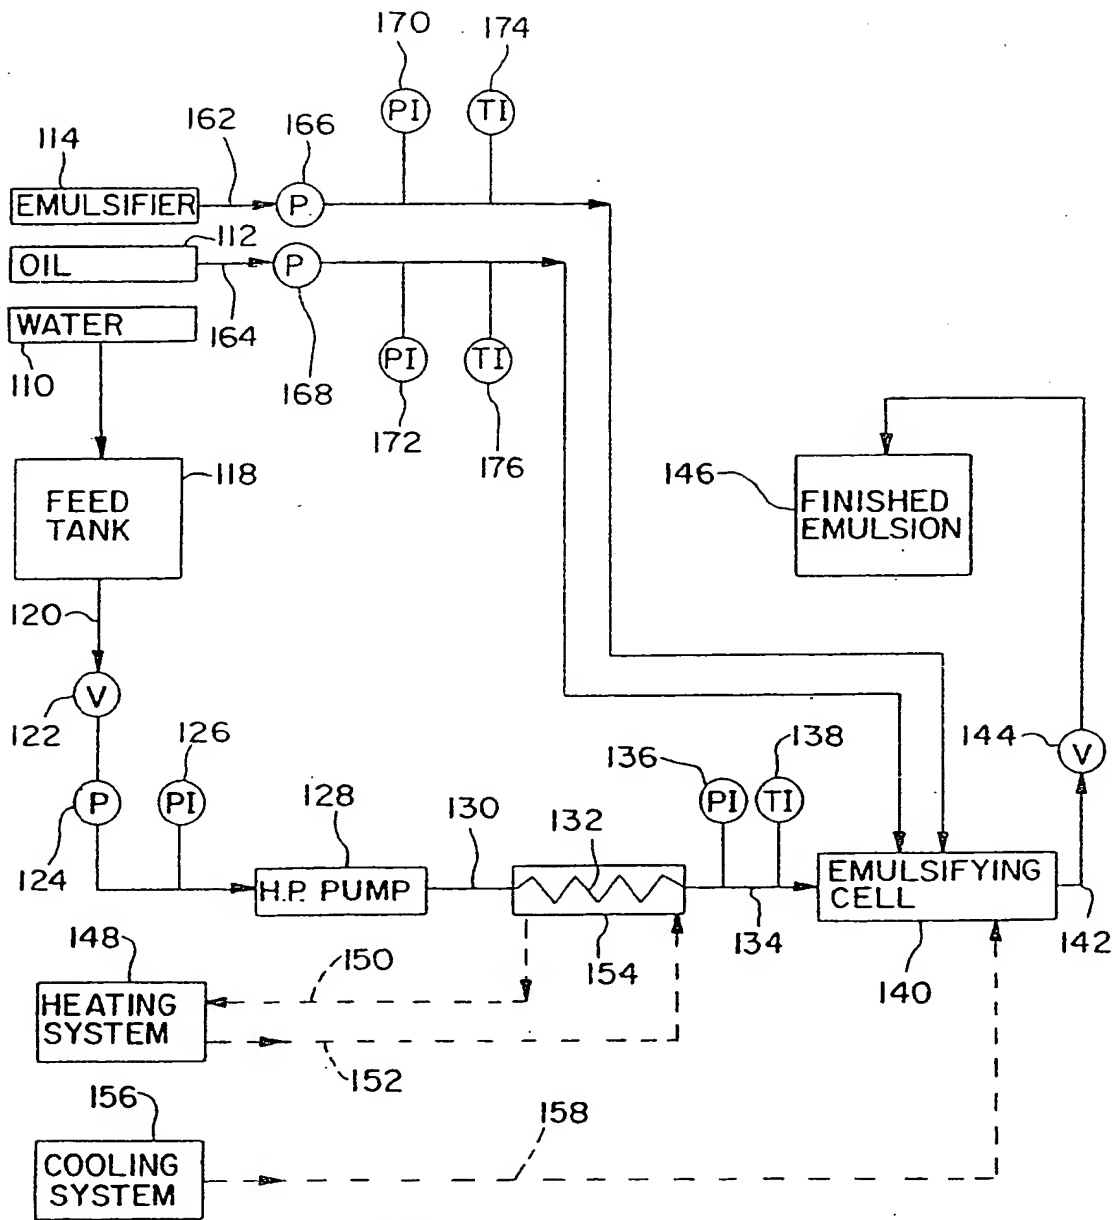 170
174
162
166
PI
TI
114
EMULSIFIER
P
112
OIL
P
WATER
164
110
168
PI
TI
172
176
118
FEED
TANK
146
FINISHED
EMULSION
120
V
122
126
136
138
144
V
P
PI
128
130
132
PI
TI
124
H.P. PUMP
EMULSIFYING
CELL
154
134
142
148
150
140
HEATING
SYSTEM
152
156
158
COOLING
SYSTEM